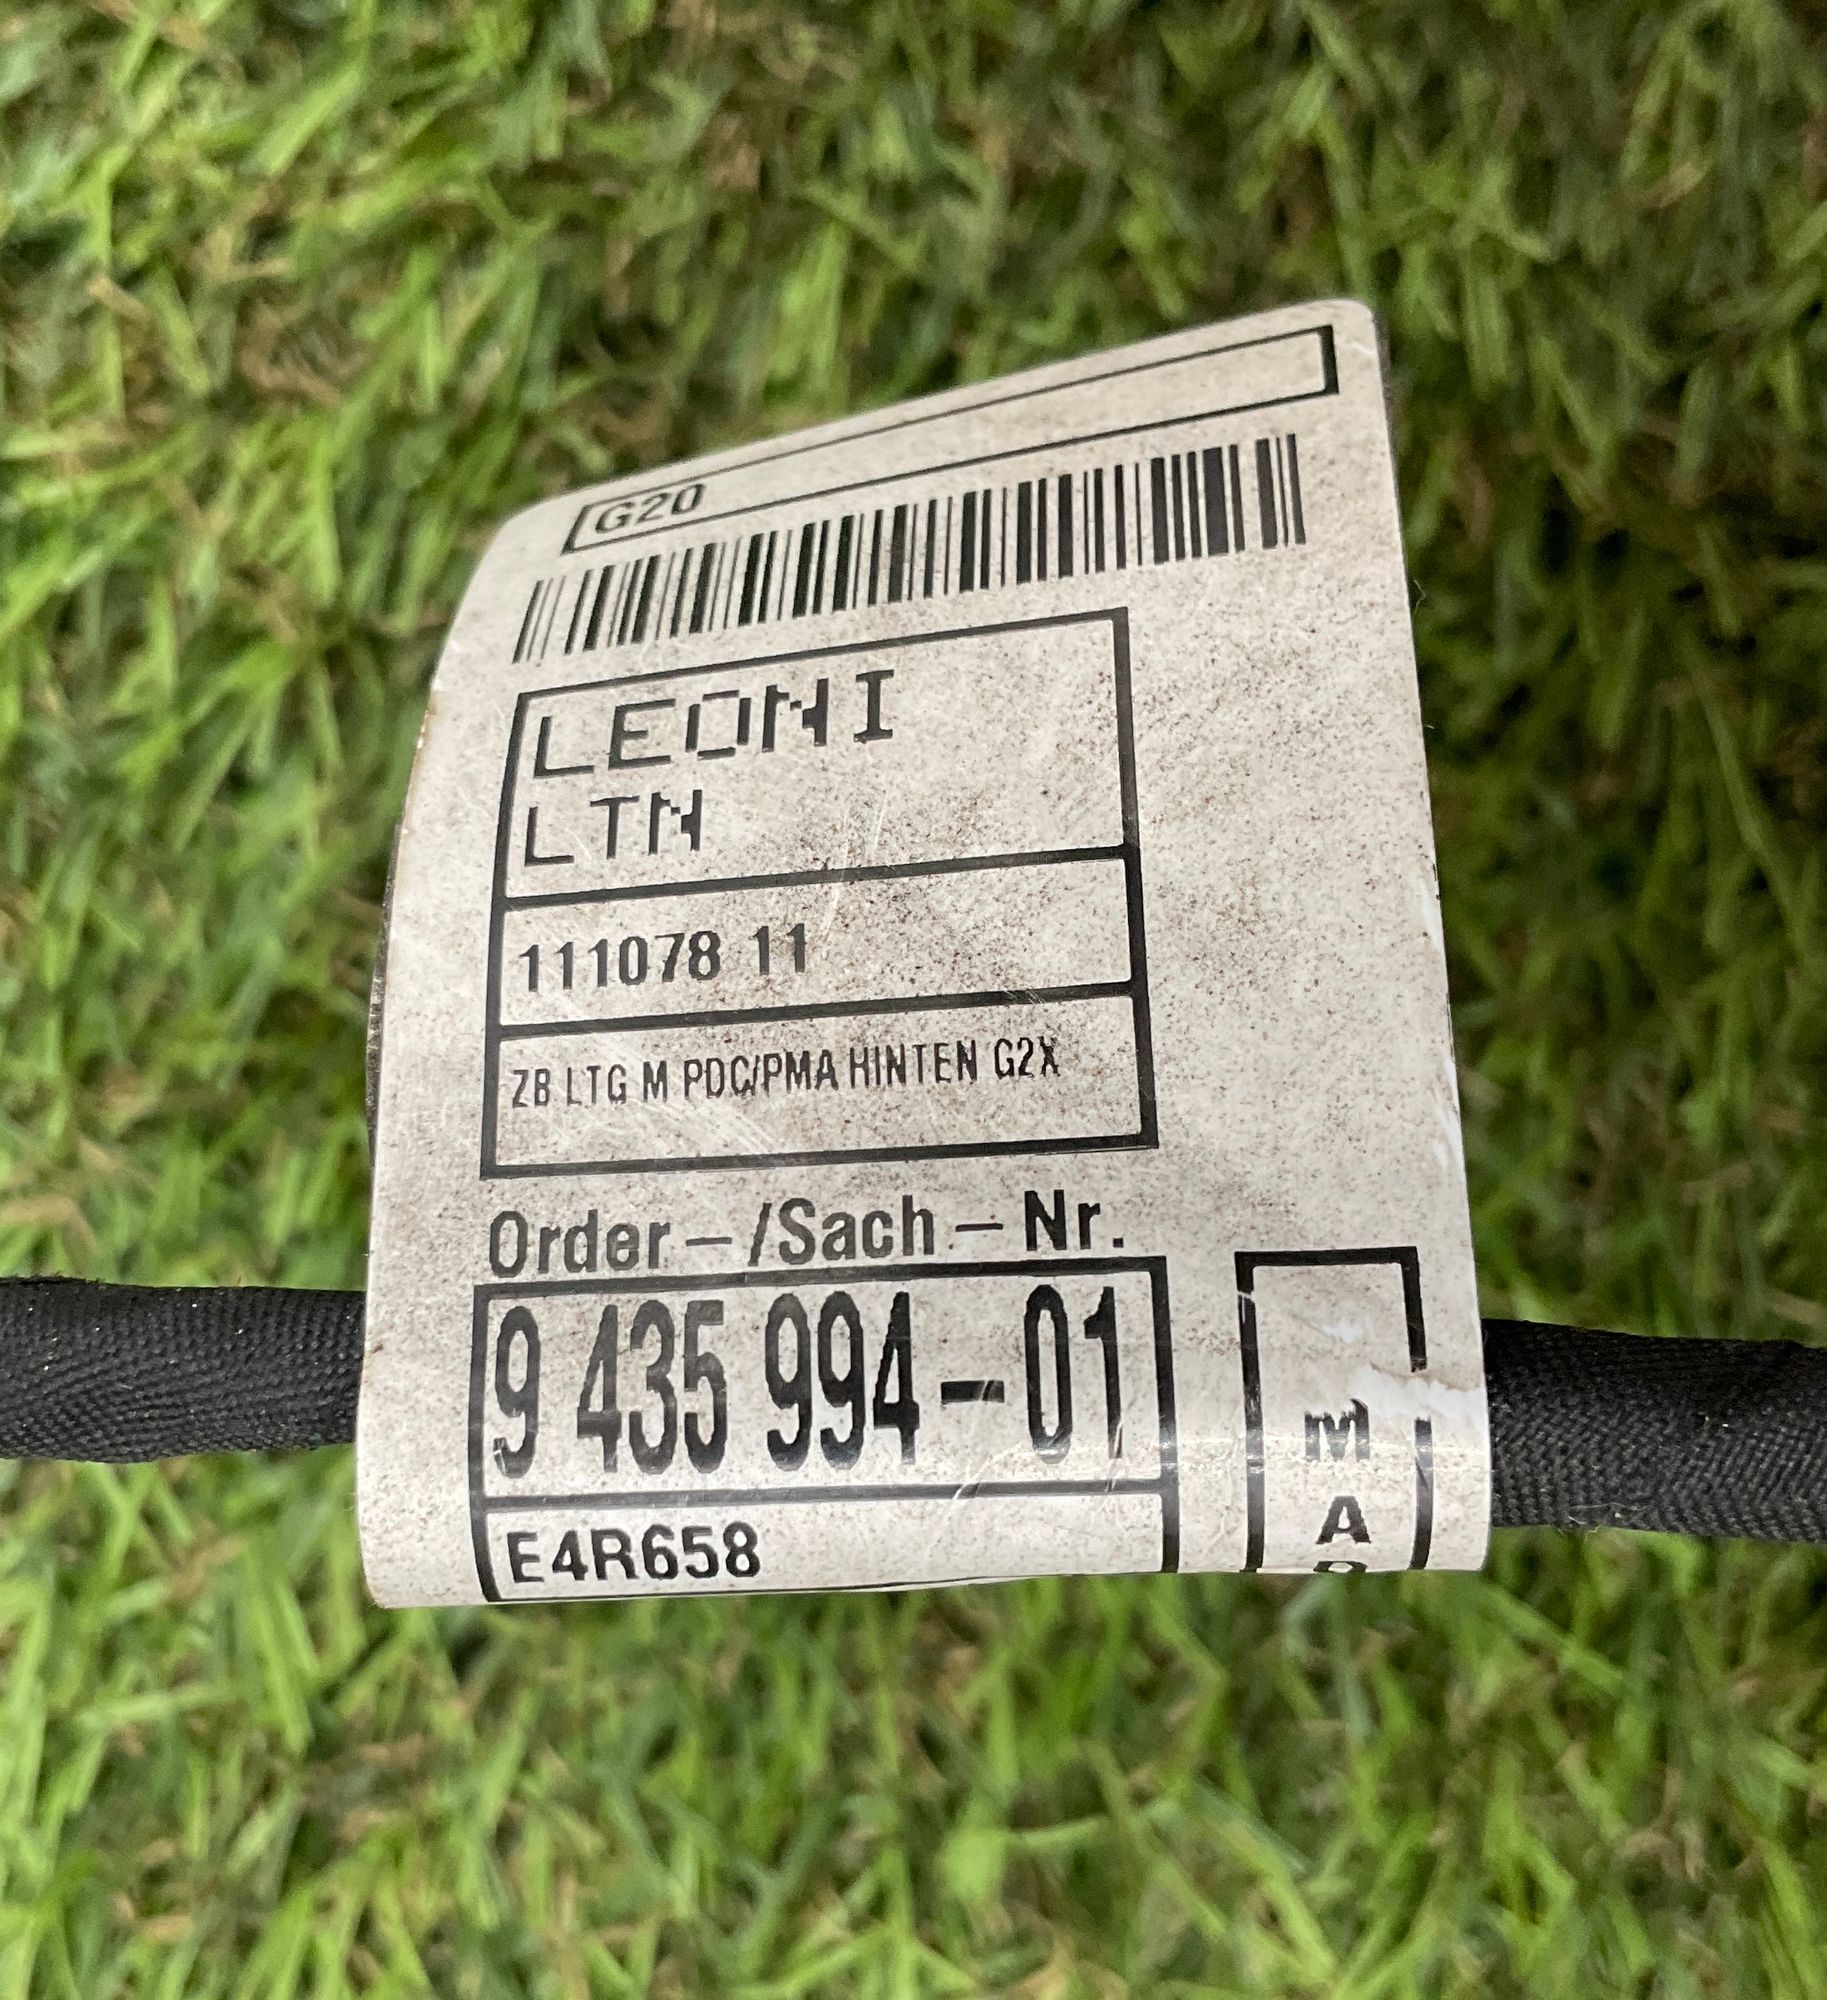 G20
LEONI
LTN
111078 11
ZB LTG M PDC/PMA HINTEN G2X
Order-/Sach-Nr.
9 435 994-01
E4R658
M
A